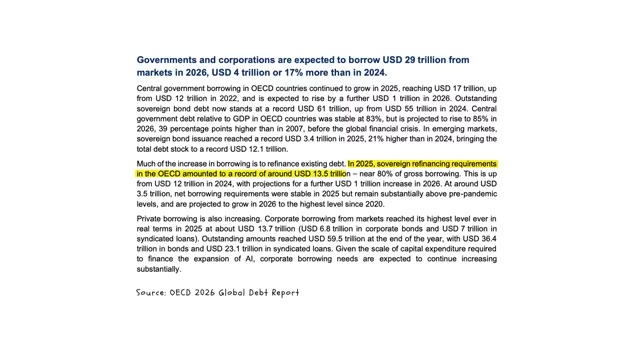 Governments and corporations are expected to borrow USD 29 trillion from
markets in 2026, USD 4 trillion or 17% more than in 2024.
Central government borrowing in OECD countries continued to grow in 2025, reaching USD 17 trillion, up
from USD 12 trillion in 2022, and is expected to rise by a further USD 1 trillion in 2026. Outstanding
sovereign bond debt now stands at a record USD 61 trillion, up from USD 55 trillion in 2024. Central
government debt relative to GDP in OECD countries was stable at 83%, but is projected to rise to 85% in
2026, 39 percentage points higher than in 2007, before the global financial crisis. In emerging markets,
sovereign bond issuance reached a record USD 3.4 trillion in 2025, 21% higher than in 2024, bringing
the total debt stock to a record USD 12.1 trillion.
Much of the increase in borrowing is to refinance existing debt. In 2025, sovereign refinancing requirements
in the OECD amounted to a record of around USD 13.5 trillion – near 80% of gross borrowing. This is up
from USD 12 trillion in 2024, with projections for a further USD 1 trillion increase in 2026. At around USD
3.5 trillion, net borrowing requirements were stable in 2025 but remain substantially above pre-pandemic
levels, and are projected to grow in 2026 to the highest level since 2020.
Private borrowing is also increasing. Corporate borrowing from markets reached its highest level ever in
real terms in 2025 at about USD 13.7 trillion (USD 6.8 trillion in corporate bonds and USD 7 trillion in
syndicated loans). Outstanding amounts reached USD 59.5 trillion at the end of the year, with USD 36.4
trillion in bonds and USD 23.1 trillion in syndicated loans. Given the scale of capital expenditure required
to finance the expansion of AI, corporate borrowing needs are expected to continue increasing
substantially.
Source: OECD 2026 Global Debt Report